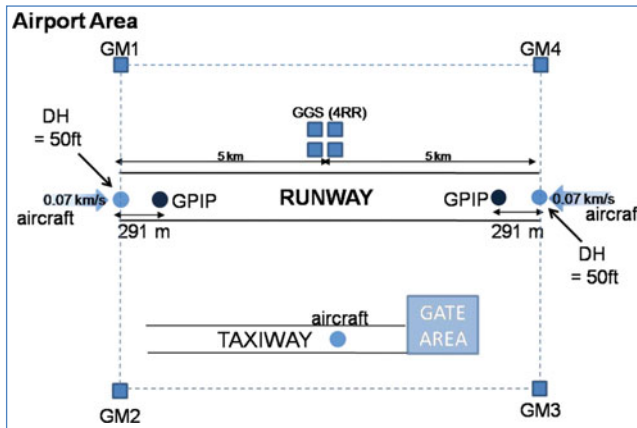 Airport Area
GM1
GM4
GGS (4RR)
DH
= 50ft
5 km
5 km
0.07 km/s
aircraft
GPIP
RUNWAY
GPIP
0.07 km/s
aircraft
291 m
291 m
DH
= 50ft
aircraft
TAXIWAY
GATE
AREA
GM2
GM3